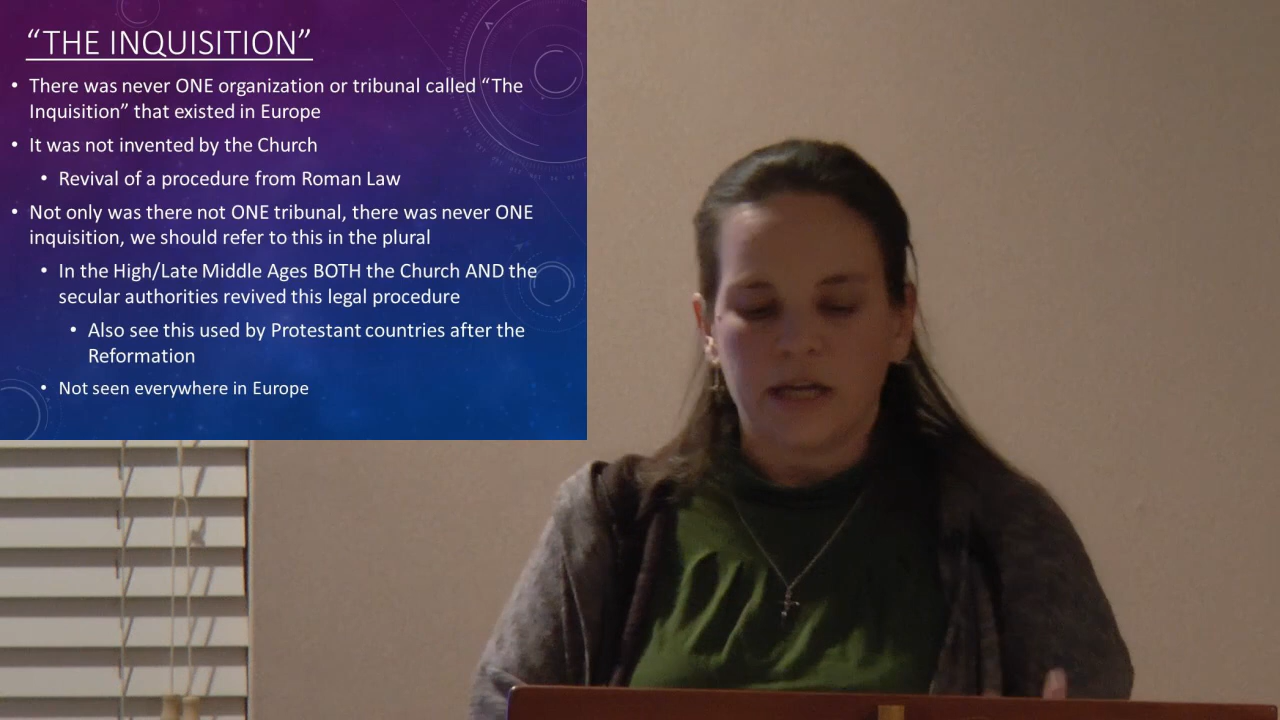 “THE INQUISITION”
• There was never ONE organization or tribunal called “The
Inquisition” that existed in Europe
• It was not invented by the Church
• Revival of a procedure from Roman Law
• Not only was there not ONE tribunal, there was never ONE
inquisition, we should refer to this in the plural
• In the High/Late Middle Ages BOTH the Church AND the
secular authorities revived this legal procedure
• Also see this used by Protestant countries after the
Reformation
• Not seen everywhere in Europe